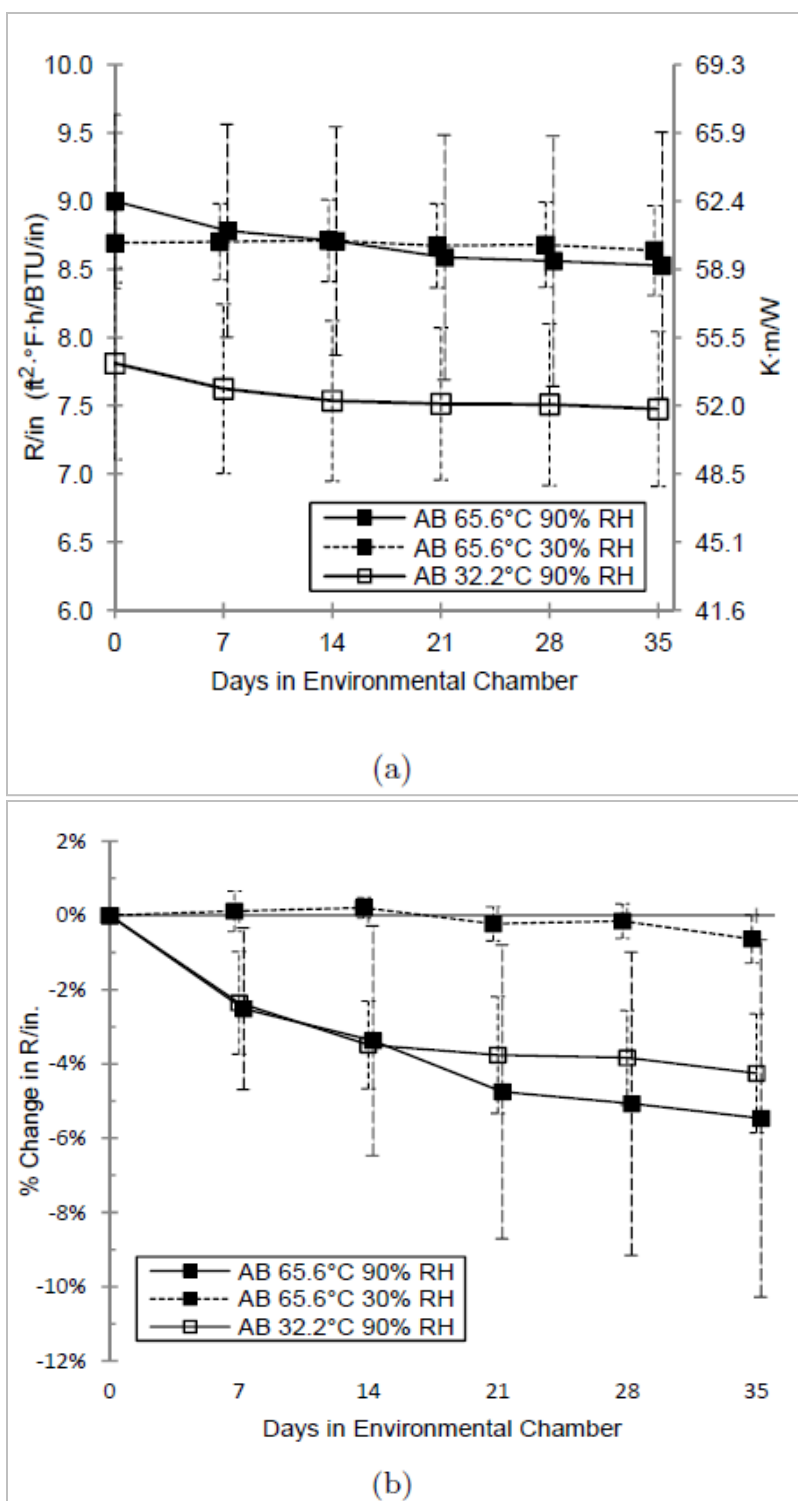 10.0
9.5
9.0
8.5
8.0
7.5
7.0
6.5
6.0
R/in (ft²·°F·h/BTU/in)
69.3
65.9
62.4
58.9
55.5
52.0
48.5
45.1
41.6
K·m/W
AB 65.6°C 90% RH
AB 65.6°C 30% RH
AB 32.2°C 90% RH
0 7 14 21 28 35
Days in Environmental Chamber
(a)
2%
0%
-2%
-4%
-6%
-8%
-10%
-12%
% Change in R/in.
AB 65.6°C 90% RH
AB 65.6°C 30% RH
AB 32.2°C 90% RH
0 7 14 21 28 35
Days in Environmental Chamber
(b)